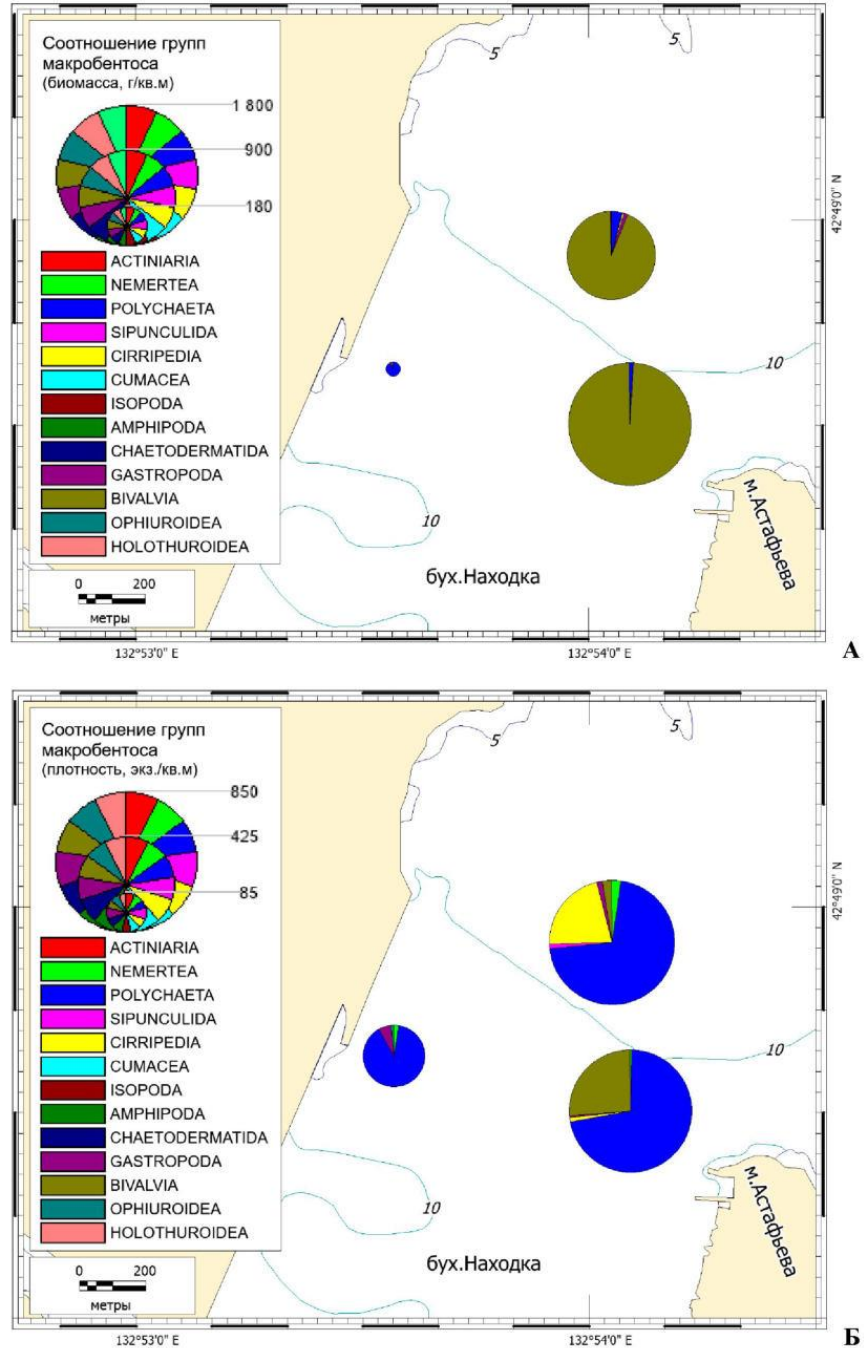 Соотношение групп
макробентоса
(биомасса, г/кв.м)
1 800
900
180
ACTINIARIA
NEMERTEA
POLYCHAETA
SIPUNCULIDA
CIRRIPEDIA
CUMACEA
ISOPODA
AMPHIPODA
CHAETODERMATIDA
GASTROPODA
BIVALVIA
OPHIUROIDEA
HOLOTHUROIDEA
0 200
метры
5
5
10
10
бух.Находка
м.Астафьева
42°49'0" N
132°53'0" E
132°54'0" E
А
Соотношение групп
макробентоса
(плотность, экз./кв.м)
850
425
85
ACTINIARIA
NEMERTEA
POLYCHAETA
SIPUNCULIDA
CIRRIPEDIA
CUMACEA
ISOPODA
AMPHIPODA
CHAETODERMATIDA
GASTROPODA
BIVALVIA
OPHIUROIDEA
HOLOTHUROIDEA
0 200
метры
5
5
10
10
бух.Находка
м.Астафьева
42°49'0" N
132°53'0" E
132°54'0" E
Б